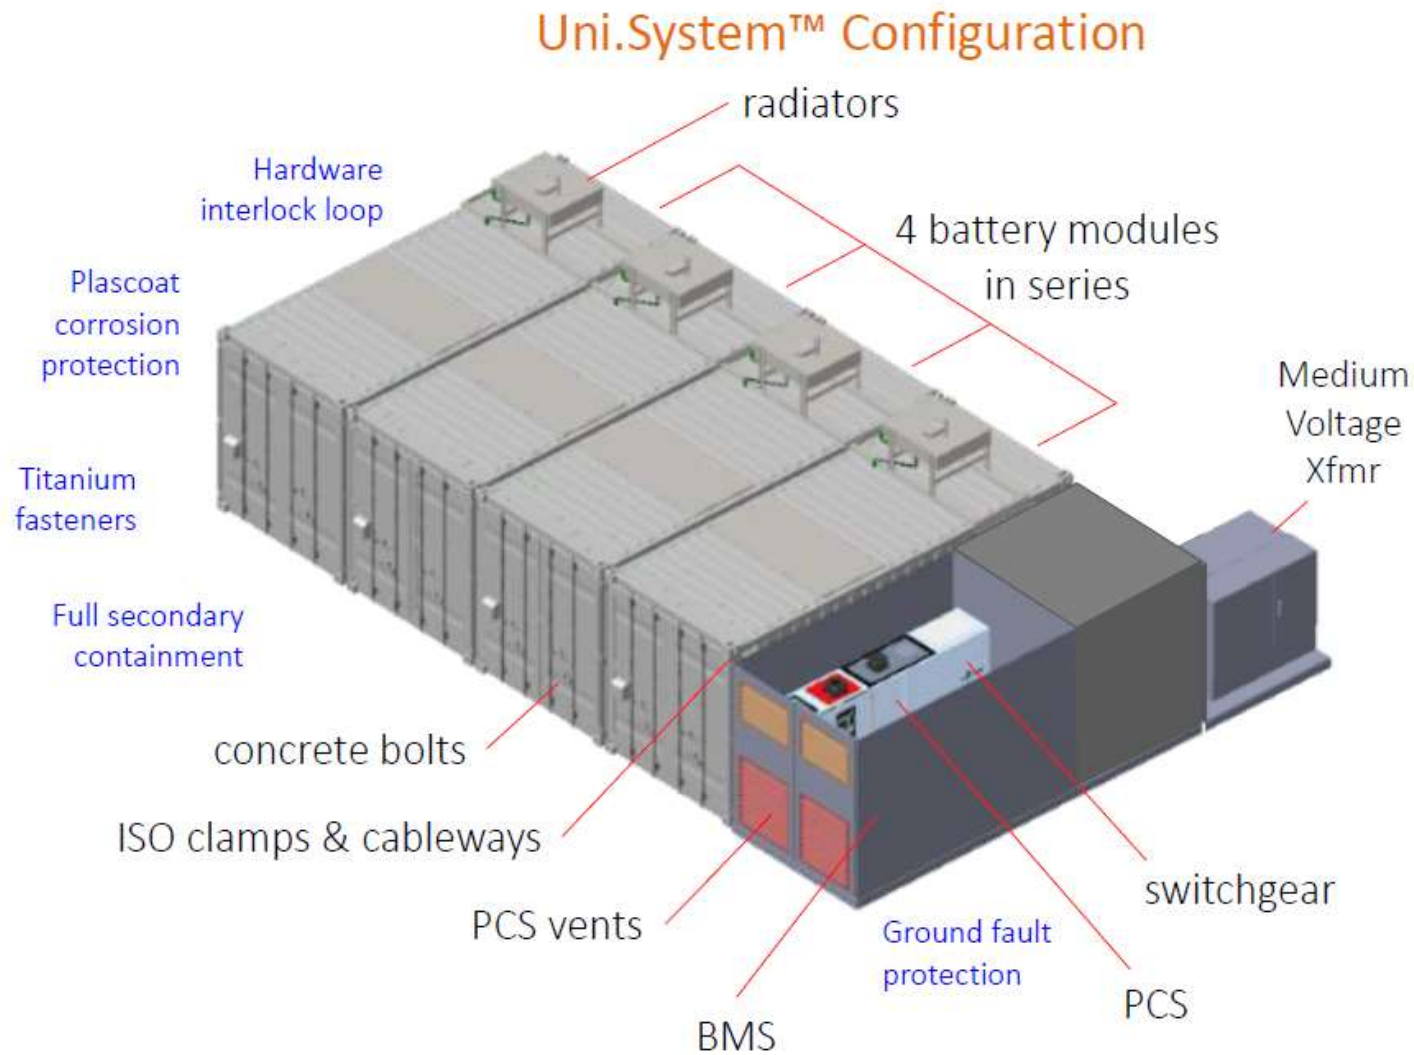 Uni.System™ Configuration
radiators
Hardware
interlock loop
4 battery modules
in series
Plascoat
corrosion
protection
Medium
Voltage
Xfmr
Titanium
fasteners
Full secondary
containment
concrete bolts
ISO clamps & cableways
switchgear
PCS vents
Ground fault
protection
PCS
BMS